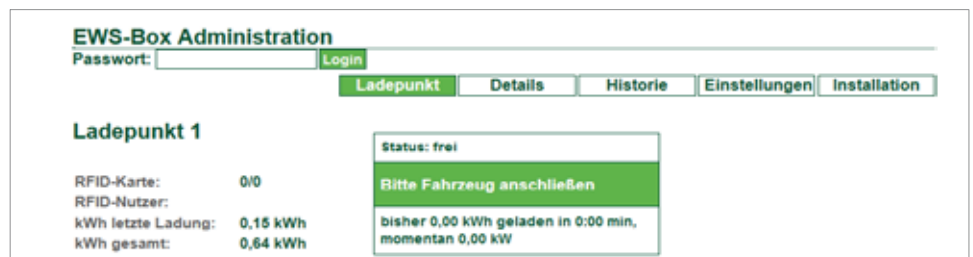 EWS-Box Administration
Passwort: Login
Ladepunkt Details Historie Einstellungen Installation
Ladepunkt 1
RFID-Karte: 0/0
RFID-Nutzer:
kWh letzte Ladung: 0,15 kWh
kWh gesamt: 0,64 kWh
Status: frei
Bitte Fahrzeug anschließen
bisher 0,00 kWh geladen in 0:00 min,
momentan 0,00 kW